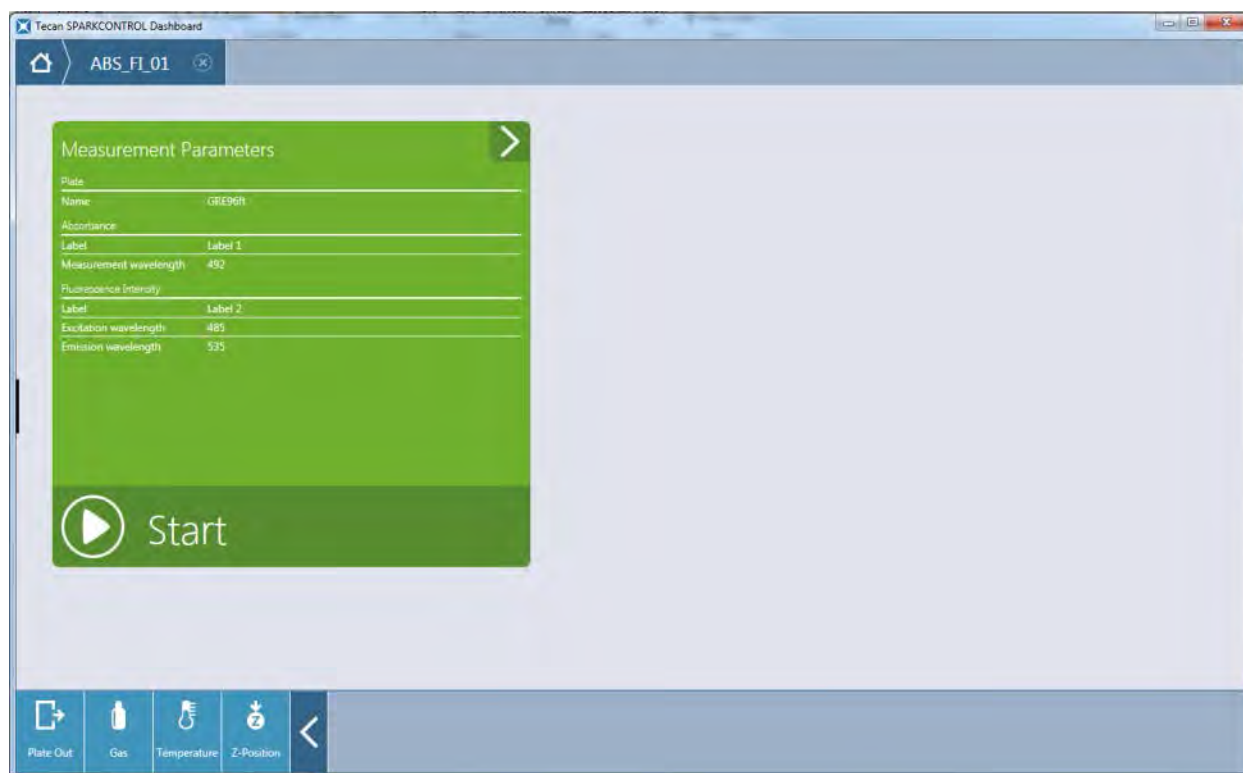 Tecan SPARKCONTROL Dashboard
ABS_FI_01
Measurement Parameters
Plate
Name GRE96ft
Absorbance
Label Label 1
Measurement wavelength 492
Fluorescence Intensity
Label Label 2
Excitation wavelength 485
Emission wavelength 535
Start
Z
Plate Out Gas Temperature Z-Position